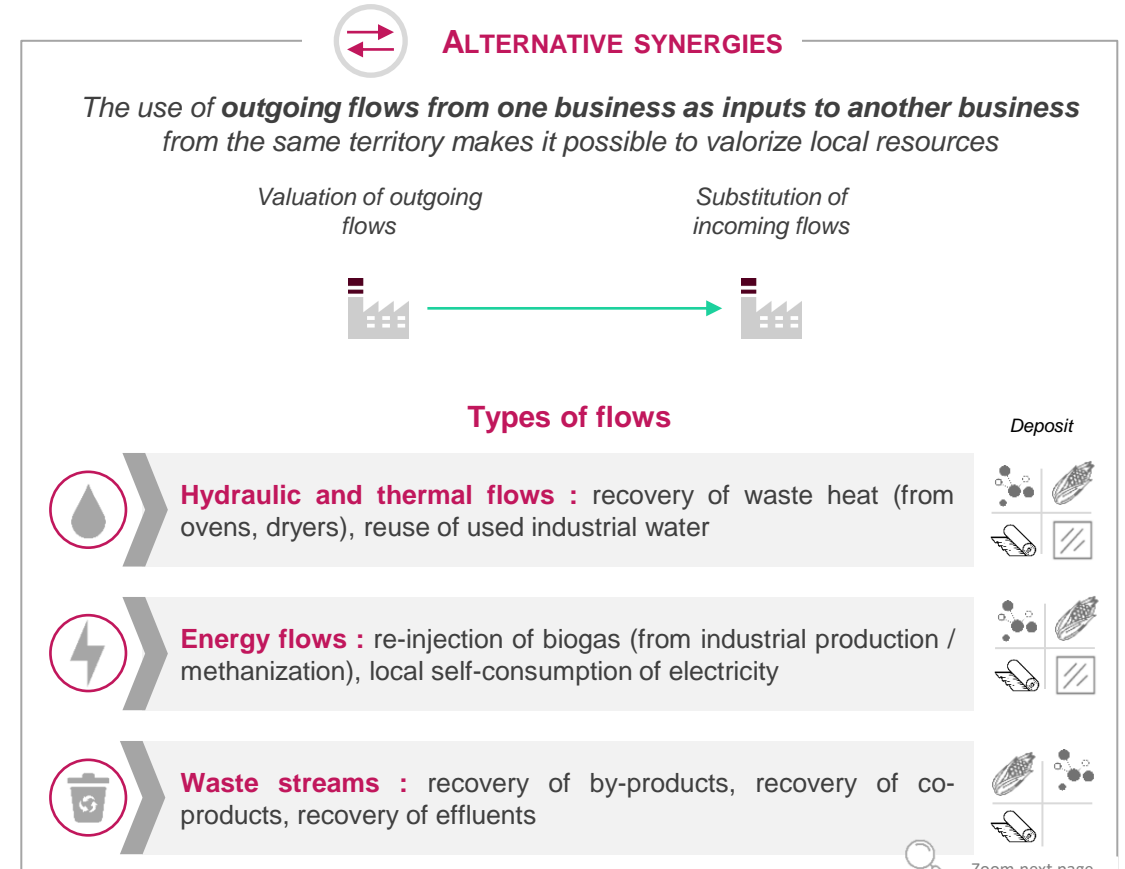 ALTERNATIVE SYNERGIES
The use of outgoing flows from one business as inputs to another business
from the same territory makes it possible to valorize local resources
Valuation of outgoing
flows
Substitution of
incoming flows
Types of flows
Deposit
Hydraulic and thermal flows : recovery of waste heat (from
ovens, dryers), reuse of used industrial water
Energy flows : re-injection of biogas (from industrial production /
methanization), local self-consumption of electricity
Waste streams : recovery of by-products, recovery of co-
products, recovery of effluents
Zoom next page